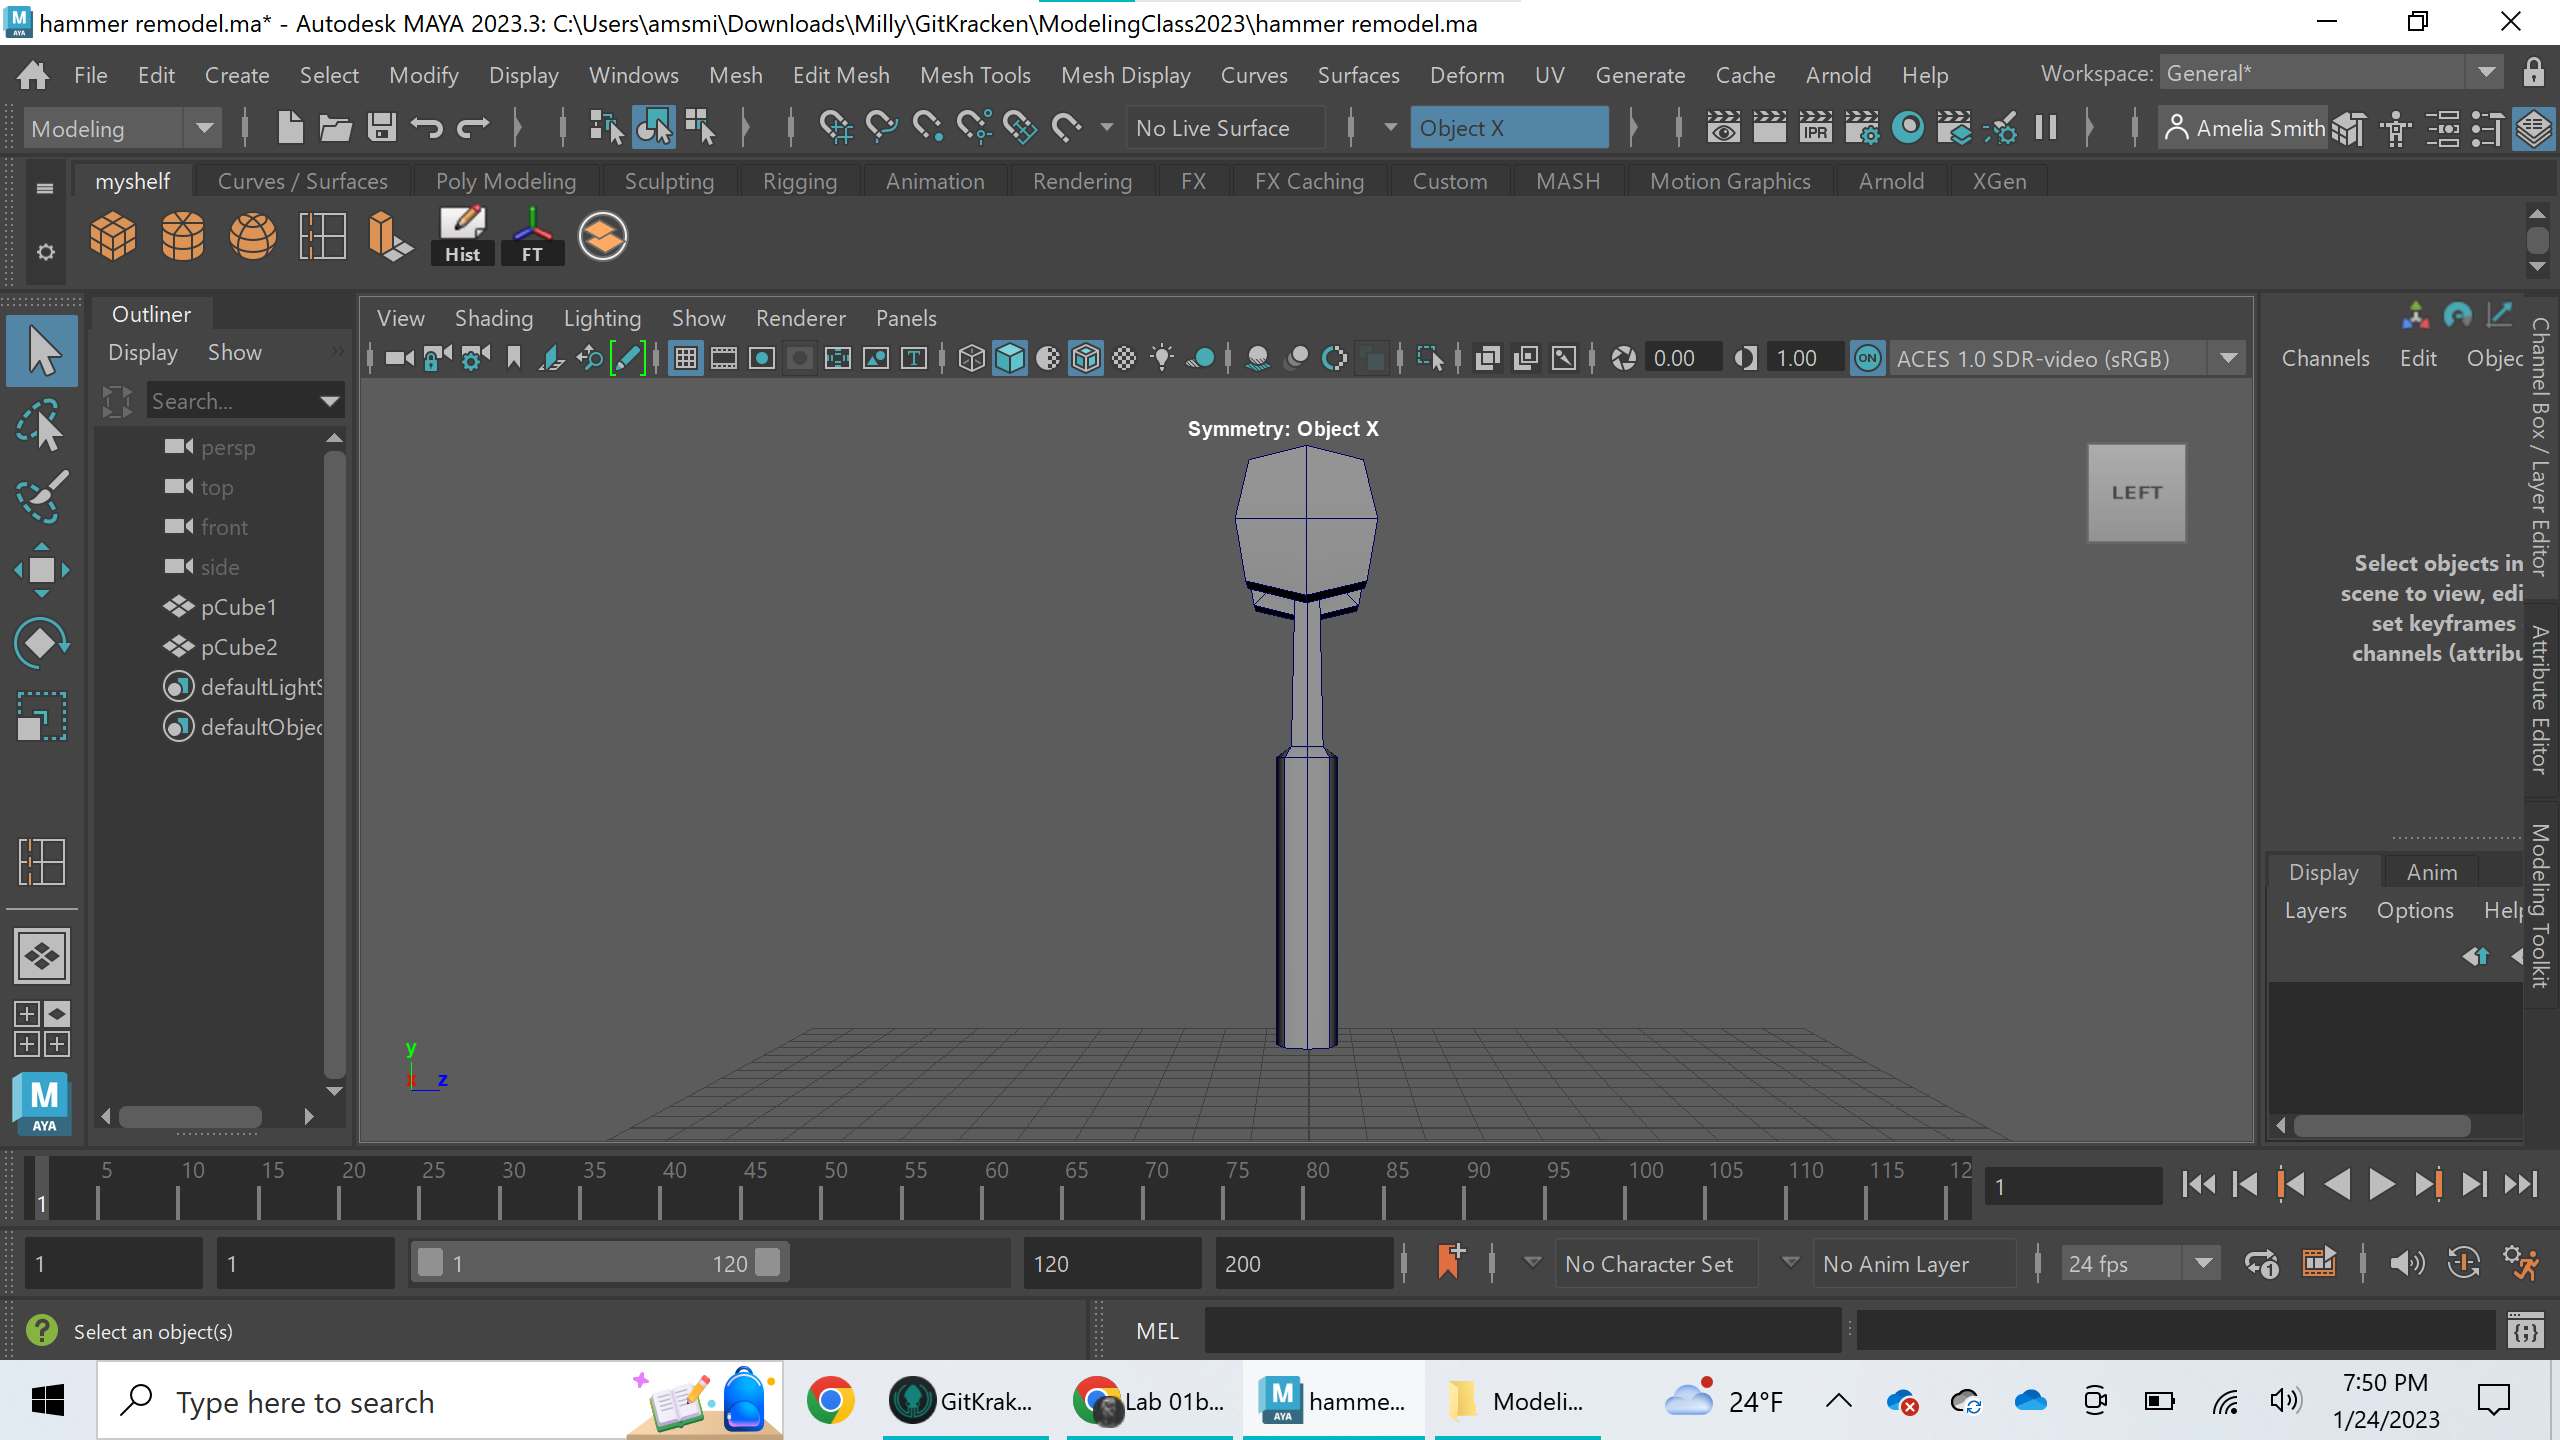 hammer remodel.ma* - Autodesk MAYA 2023.3: C:\Users\amsmi\Downloads\Milly\GitKracken\ModelingClass2023\hammer remodel.ma
File Edit Create Select Modify Display Windows Mesh Edit Mesh Mesh Tools Mesh Display Curves Surfaces Deform UV Generate Cache Arnold Help Workspace: General*
Modeling No Live Surface Object X IPR Amelia Smith
myshelf Curves / Surfaces Poly Modeling Sculpting Rigging Animation Rendering FX FX Caching Custom MASH Motion Graphics Arnold XGen
Hist FT
Outliner
Display Show
Search...
persp
top
front
side
pCube1
pCube2
defaultLightS
defaultObjec
View Shading Lighting Show Renderer Panels
0.00 1.00 ON ACES 1.0 SDR-video (sRGB)
Symmetry: Object X
LEFT
y
x z
Channels Edit Objec
Select objects in
scene to view, edi
set keyframes
channels (attribu
Channel Box / Layer Editor
Attribute Editor
Modeling Toolkit
Display Anim
Layers Options Help
M
AYA
5 10 15 20 25 30 35 40 45 50 55 60 65 70 75 80 85 90 95 100 105 110 115 12
1
1
1 1 1 120 120 200 No Character Set No Anim Layer 24 fps
Select an object(s) MEL
Type here to search GitKrak... Lab 01b... hamme... Modeli... 24°F
7:50 PM
1/24/2023